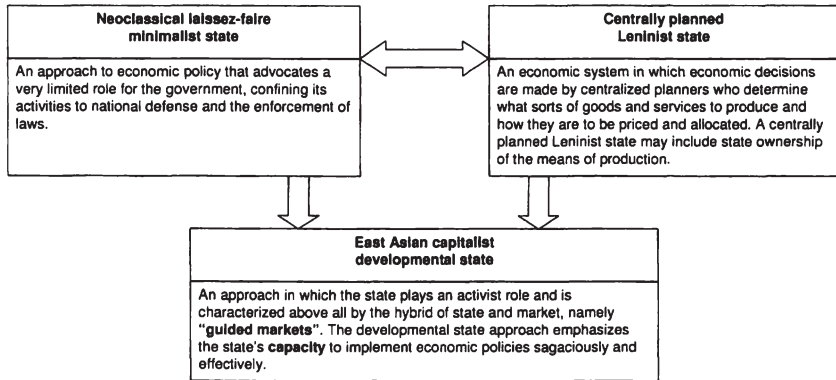 Neoclassical laissez-faire
minimalist state
An approach to economic policy that advocates a
very limited role for the government, confining its
activities to national defense and the enforcement of
laws.
Centrally planned
Leninist state
An economic system in which economic decisions
are made by centralized planners who determine
what sorts of goods and services to produce and
how they are to be priced and allocated. A centrally
planned Leninist state may include state ownership
of the means of production.
East Asian capitalist
developmental state
An approach in which the state plays an activist role and is
characterized above all by the hybrid of state and market, namely
"guided markets". The developmental state approach emphasizes
the state's capacity to implement economic policies sagaciously and
effectively.